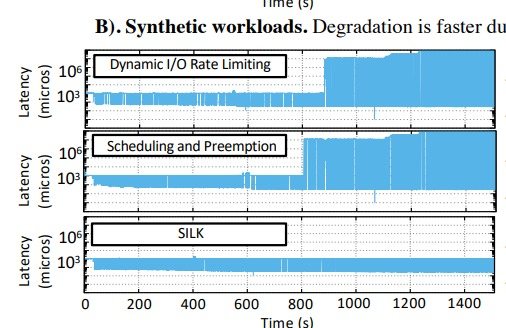 Time (s)
B). Synthetic workloads. Degradation is faster du
Dynamic I/O Rate Limiting
Latency
(micros)
10⁶
10³
Scheduling and Preemption
Latency
(micros)
10⁶
10³
SILK
Latency
(micros)
10⁶
10³
0 200 400 600 800 1000 1200 1400
Time (s)